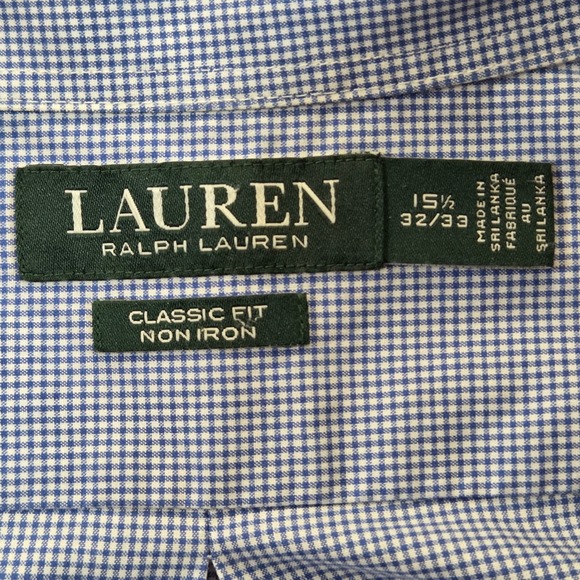 LAUREN
RALPH LAUREN
15½
32/33
MADE IN
SRI LANKA
FABRIQUÉ
AU
SRI LANKA
CLASSIC FIT
NON IRON